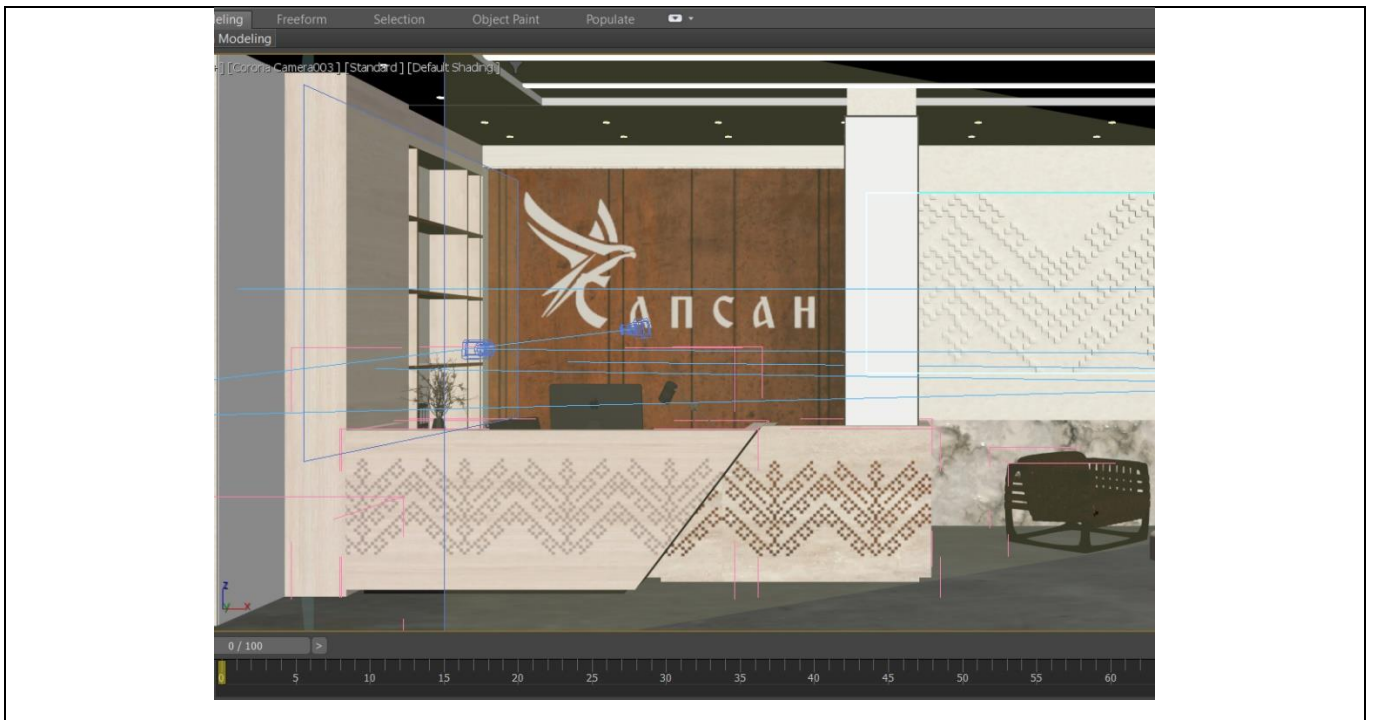 Freeform Selection Object Paint Populate
Modeling
[Corona Camera003 ] [Standard ] [Default Shading ]
САПСАН
z
y x
0 / 100 >
0 5 10 15 20 25 30 35 40 45 50 55 60